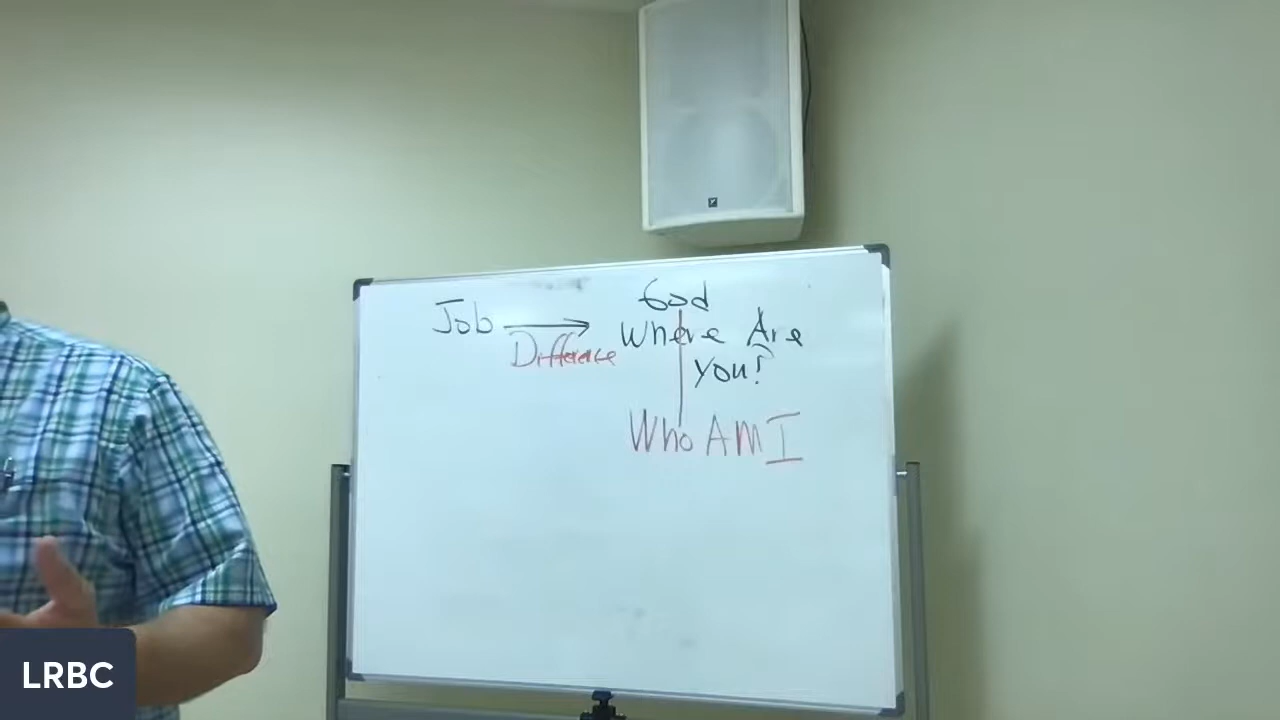 Job → God
Difference
Where Are
You?
Who AM I
LRBC